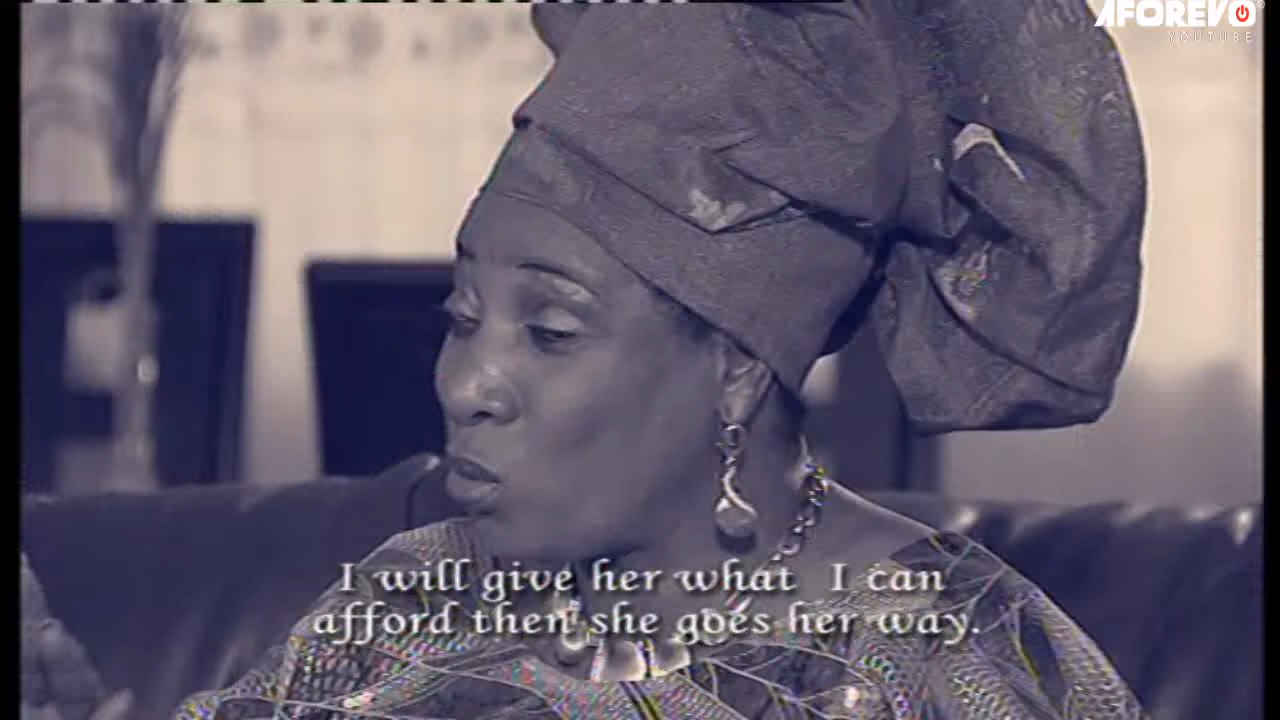 AFOREVO
YOUTUBE
I will give her what I can
afford then she goes her way.